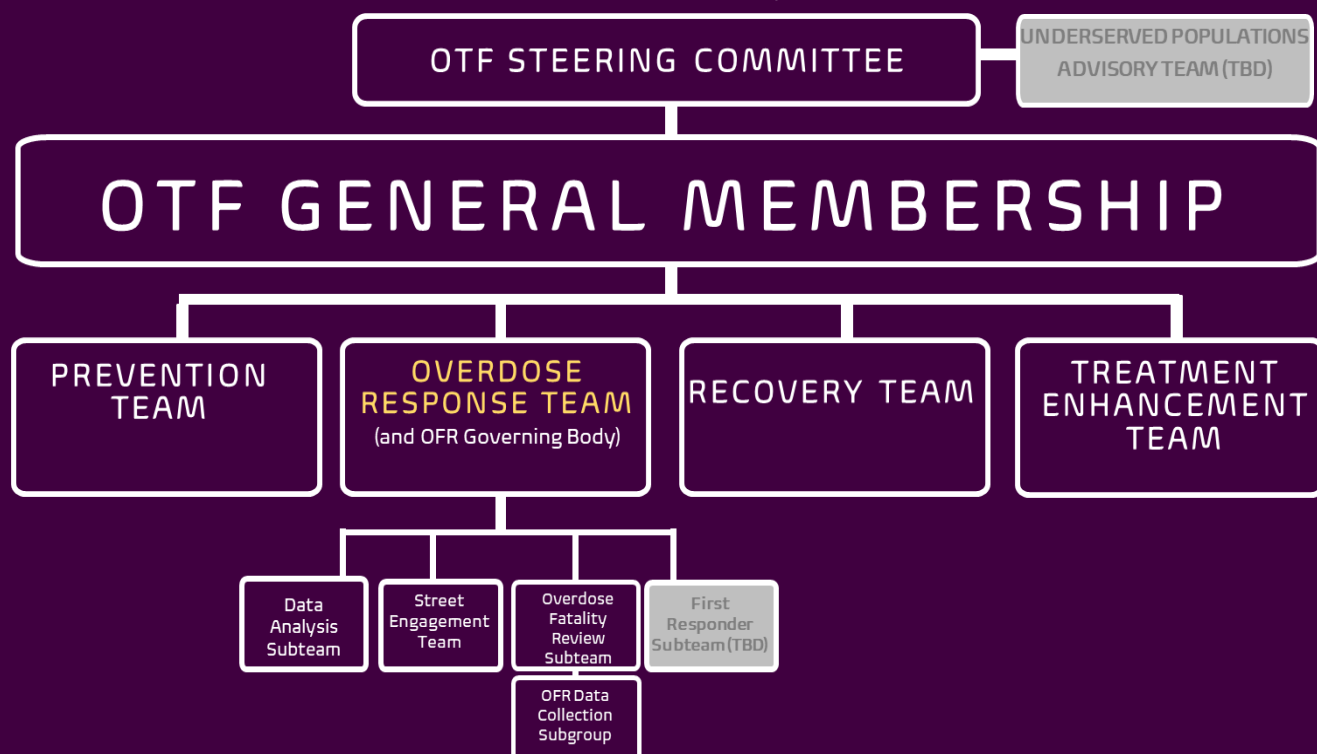 OTF STEERING COMMITTEE
UNDERSERVED POPULATIONS
ADVISORY TEAM (TBD)
OTF GENERAL MEMBERSHIP
PREVENTION
TEAM
OVERDOSE
RESPONSE TEAM
(and OFR Governing Body)
RECOVERY TEAM
TREATMENT
ENHANCEMENT
TEAM
Data
Analysis
Subteam
Street
Engagement
Team
Overdose
Fatality
Review
Subteam
First
Responder
Subteam (TBD)
OFR Data
Collection
Subgroup